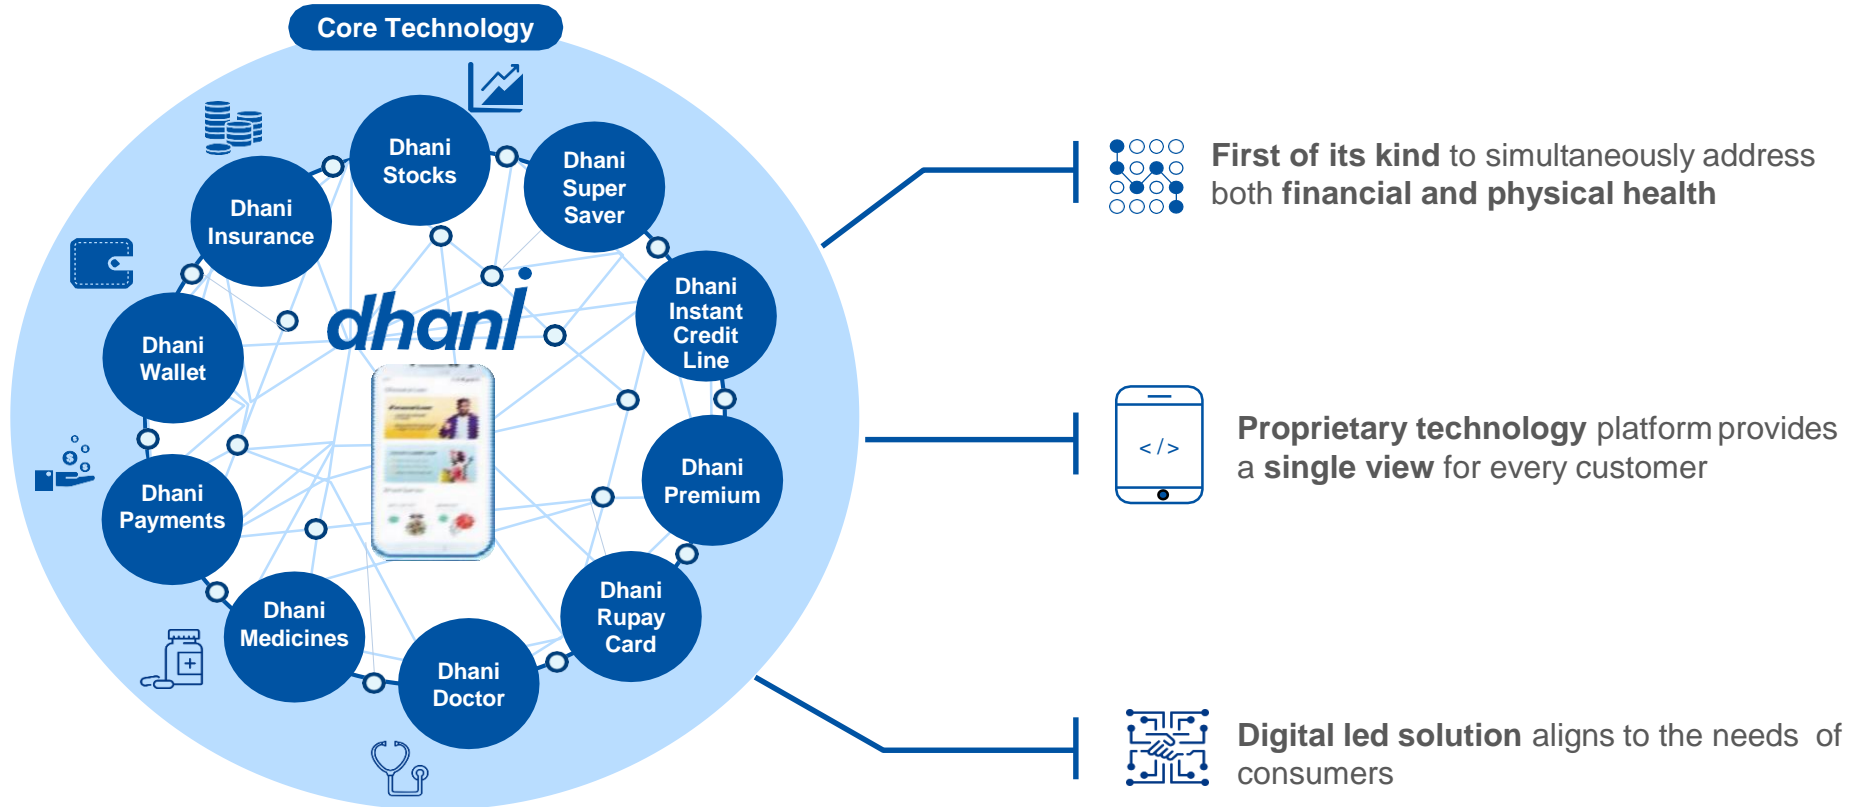 Core Technology
Dhani
Stocks
Dhani
Super
Saver
Dhani
Insurance
Dhani
Instant
Credit
Line
Dhani
Wallet
dhani
Dhani
Premium
Dhani
Payments
Dhani
Rupay
Card
Dhani
Medicines
Dhani
Doctor
First of its kind to simultaneously address
both financial and physical health
</>
Proprietary technology platform provides
a single view for every customer
Digital led solution aligns to the needs of
consumers